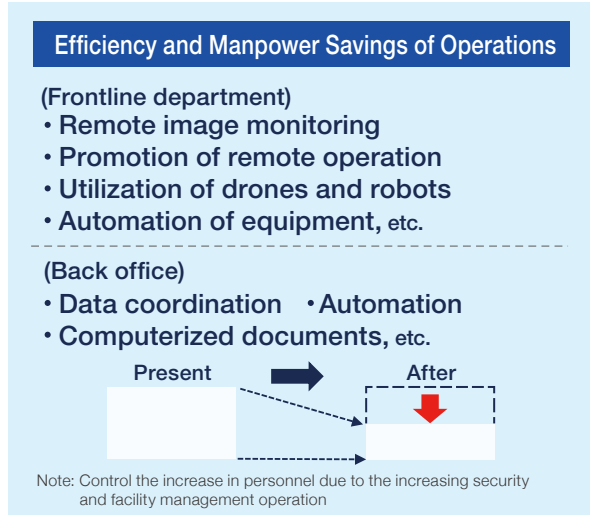 Efficiency and Manpower Savings of Operations
(Frontline department)
・Remote image monitoring
・Promotion of remote operation
・Utilization of drones and robots
・Automation of equipment, etc.
(Back office)
・Data coordination ・Automation
・Computerized documents, etc.
Present After
Note: Control the increase in personnel due to the increasing security
and facility management operation